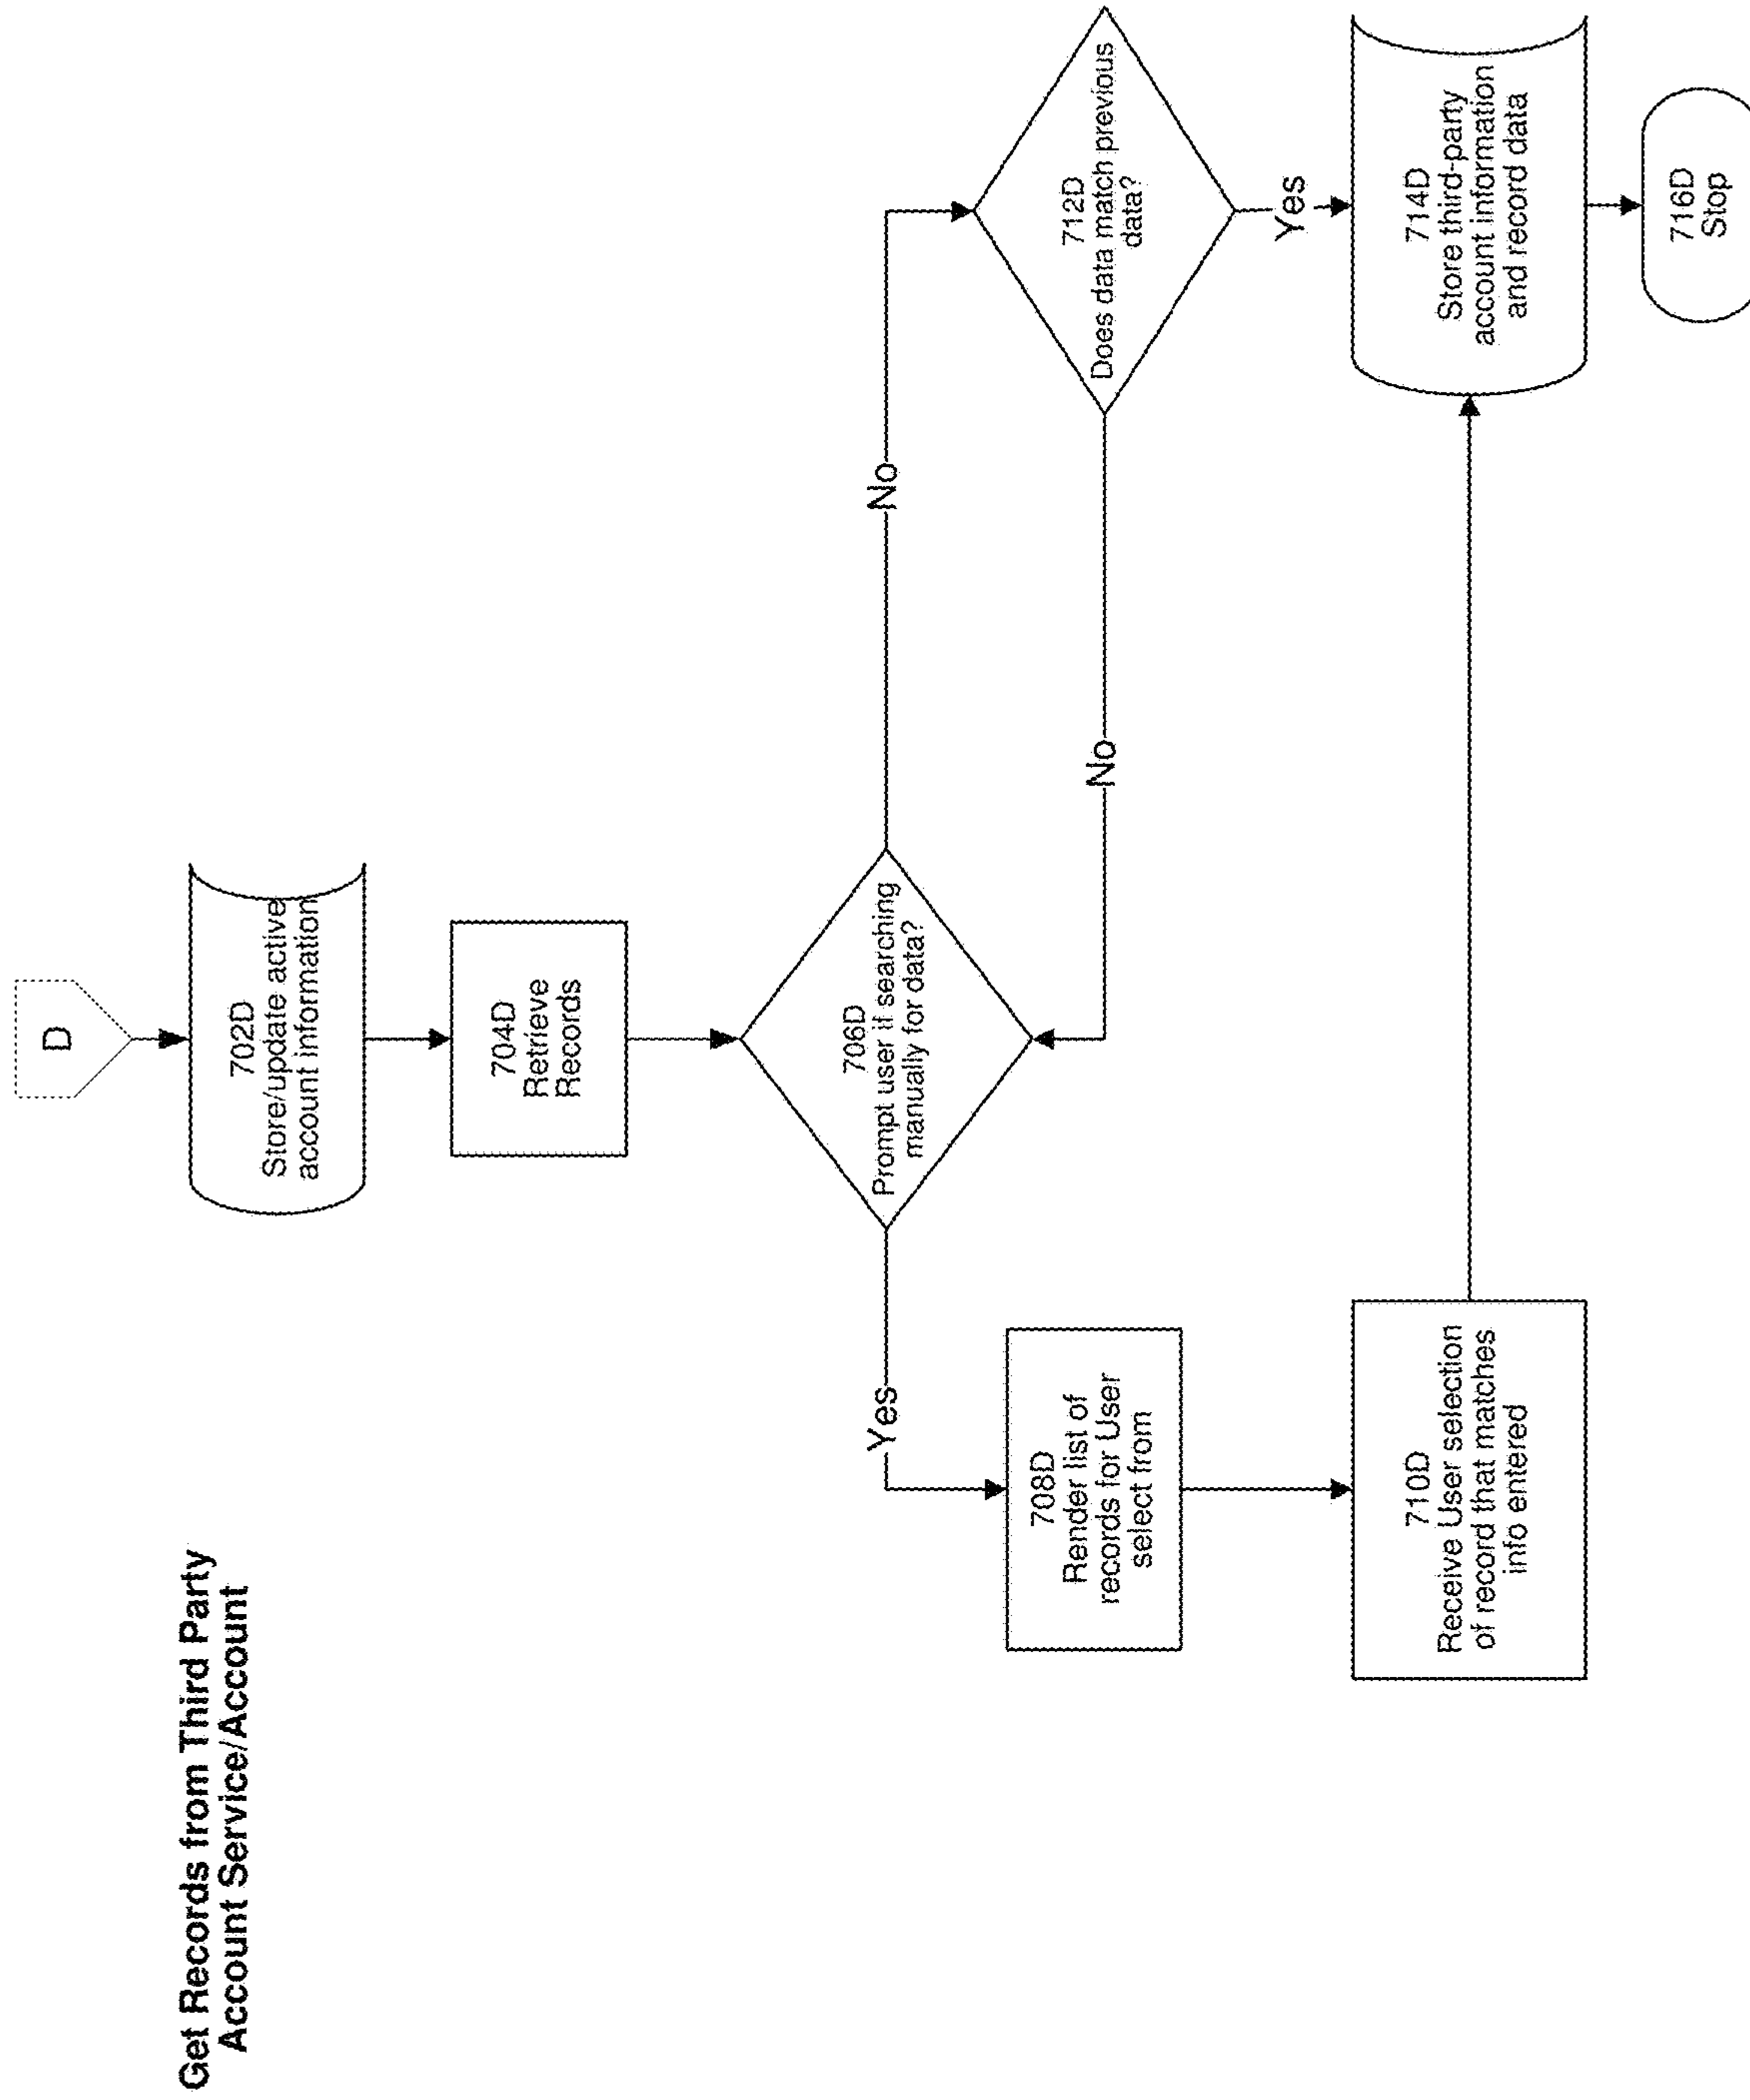 Get Records from Third Party
Account Service/Account
D
702D
Store/update active
account information
704D
Retrieve
Records
706D
Prompt user if searching
manually for data?
Yes
No
708D
Render list of
records for User
select from
712D
Does data match previous
data?
No
Yes
710D
Receive User selection
of record that matches
info entered
714D
Store third-party
account information
and record data
716D
Stop